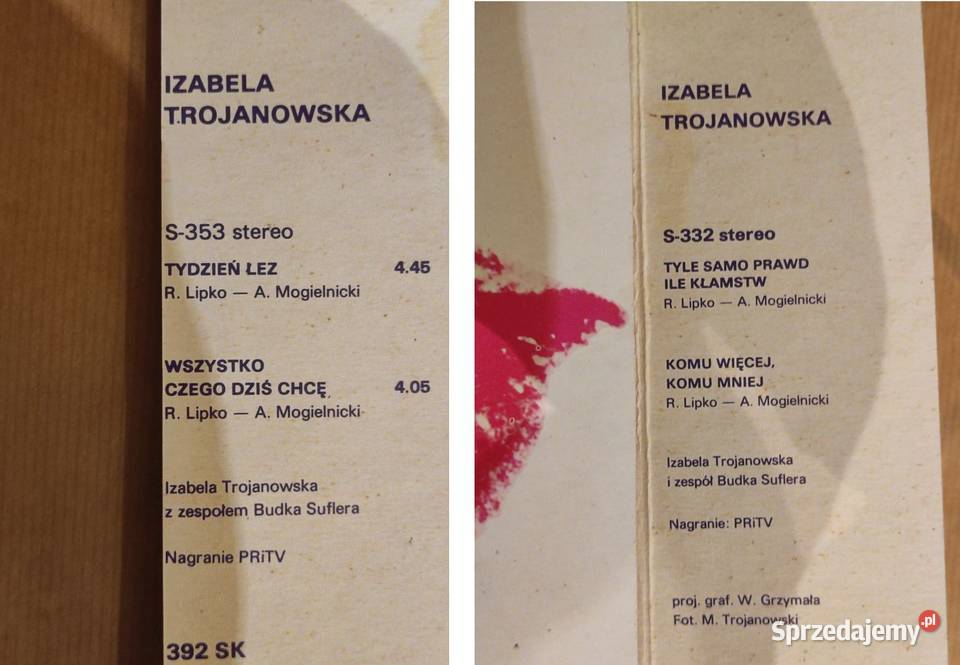 IZABELA
TROJANOWSKA
S-353 stereo
TYDZIEŃ ŁEZ 4.45
R. Lipko — A. Mogielnicki
WSZYSTKO
CZEGO DZIŚ CHCĘ 4.05
R. Lipko — A. Mogielnicki
Izabela Trojanowska
z zespołem Budka Suflera
Nagranie PRiTV
392 SK
IZABELA
TROJANOWSKA
S-332 stereo
TYLE SAMO PRAWD
ILE KŁAMSTW
R. Lipko — A. Mogielnicki
KOMU WIĘCEJ,
KOMU MNIEJ
R. Lipko — A. Mogielnicki
Izabela Trojanowska
i zespół Budka Suflera
Nagranie: PRiTV
proj. graf. W. Grzymała
Fot. M. Trojanowski
Sprzedajemy.pl